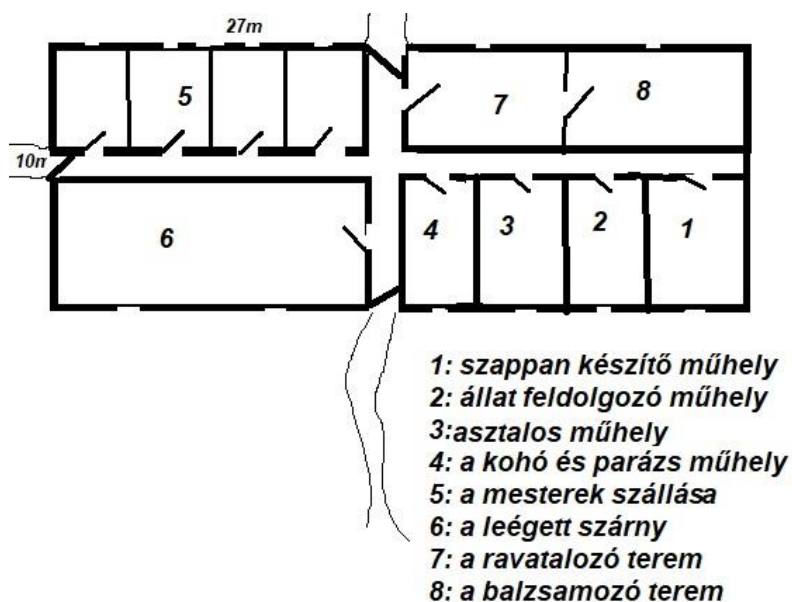 27m
5
7
8
10m
6
4
3
2
1
1: szappan készítő műhely
2: állat feldolgozó műhely
3:asztalos műhely
4: a kohó és parázs műhely
5: a mesterek szállása
6: a leégett szárny
7: a ravatalozó terem
8: a balzsamozó terem